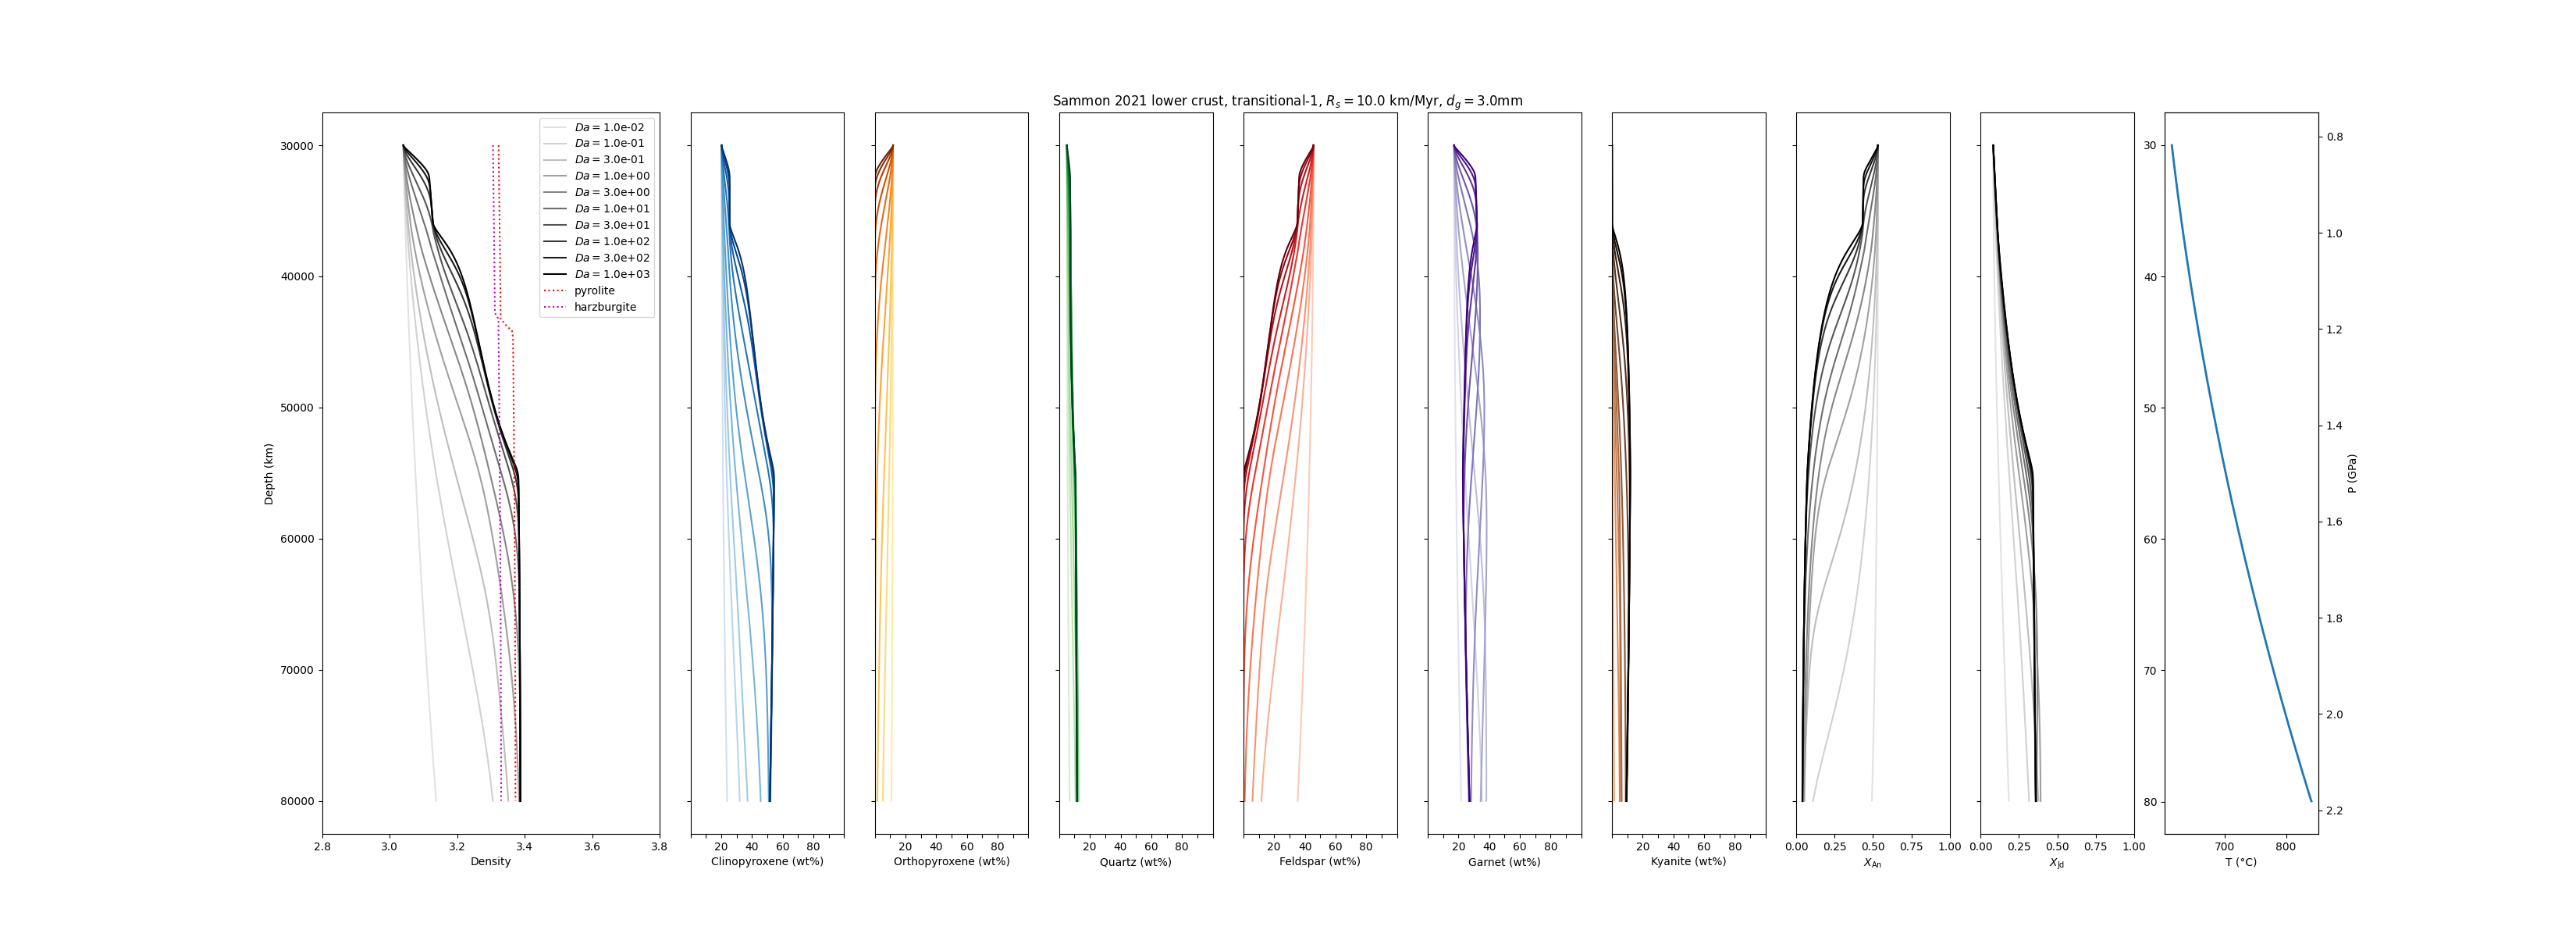 Sammon 2021 lower crust, transitional-1, R_s = 10.0 km/Myr, d_g = 3.0mm
Da = 1.0e-02
Da = 1.0e-01
Da = 3.0e-01
Da = 1.0e+00
Da = 3.0e+00
Da = 1.0e+01
Da = 3.0e+01
Da = 1.0e+02
Da = 3.0e+02
Da = 1.0e+03
pyrolite
harzburgite
30000
40000
50000
60000
70000
80000
Depth (km)
2.8 3.0 3.2 3.4 3.6 3.8
Density
20 40 60 80
Clinopyroxene (wt%)
20 40 60 80
Orthopyroxene (wt%)
20 40 60 80
Quartz (wt%)
20 40 60 80
Feldspar (wt%)
20 40 60 80
Garnet (wt%)
20 40 60 80
Kyanite (wt%)
0.00 0.25 0.50 0.75 1.00
X_An
0.00 0.25 0.50 0.75 1.00
X_Jd
30
40
50
60
70
80
700 800
T (°C)
0.8
1.0
1.2
1.4
1.6
1.8
2.0
2.2
P (GPa)